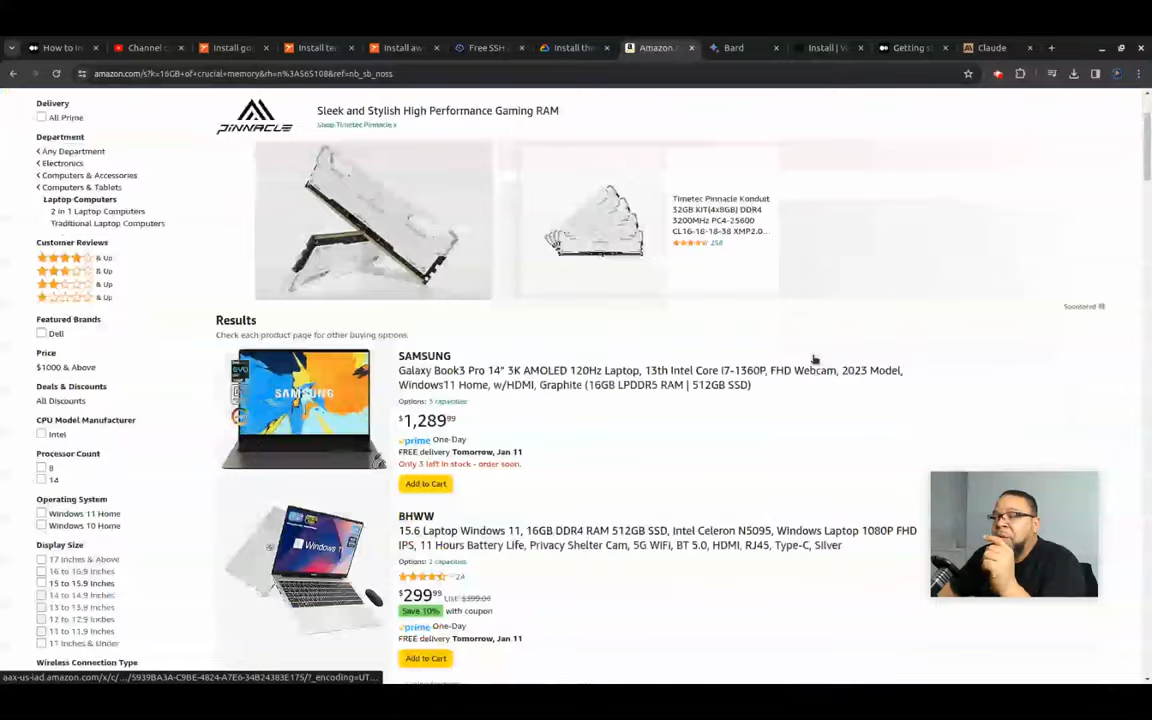 How to In
Channel c
Install go
Install te
Install aw
Free SSH
Install th
Amazon.
Bard
Install | V
Getting s
Claude
amazon.com/s?k=16GB+of+crucial+memory&rh=n%3A565108&ref=nb_sb_noss
Delivery
All Prime
Department
Any Department
Electronics
Computers & Accessories
Computers & Tablets
Laptop Computers
2 in 1 Laptop Computers
Traditional Laptop Computers
Customer Reviews
& Up
& Up
& Up
& Up
Featured Brands
Dell
Price
$1000 & Above
Deals & Discounts
All Discounts
CPU Model Manufacturer
Intel
Processor Count
8
14
Operating System
Windows 11 Home
Windows 10 Home
Display Size
17 Inches & Above
16 to 16.9 Inches
15 to 15.9 Inches
14 to 14.9 Inches
13 to 13.9 Inches
12 to 12.9 Inches
11 to 11.9 Inches
11 Inches & Under
Wireless Connection Type
PINNACLE
Sleek and Stylish High Performance Gaming RAM
Shop Timetec Pinnacle ›
Timetec Pinnacle Konduit
32GB KIT(4x8GB) DDR4
3200MHz PC4-25600
CL16-18-18-38 XMP2.0...
258
Sponsored
Results
Check each product page for other buying options.
SAMSUNG
SAMSUNG
Galaxy Book3 Pro 14" 3K AMOLED 120Hz Laptop, 13th Intel Core i7-1360P, FHD Webcam, 2023 Model,
Windows11 Home, w/HDMI, Graphite (16GB LPDDR5 RAM | 512GB SSD)
Options: 3 capacities
$1,289⁹⁹
prime One-Day
FREE delivery Tomorrow, Jan 11
Only 3 left in stock - order soon.
Add to Cart
BHWW
15.6 Laptop Windows 11, 16GB DDR4 RAM 512GB SSD, Intel Celeron N5095, Windows Laptop 1080P FHD
IPS, 11 Hours Battery Life, Privacy Shelter Cam, 5G WiFi, BT 5.0, HDMI, RJ45, Type-C, Silver
Options: 2 capacities
24
$299⁹⁹ List: $399.00
Save 10% with coupon
prime One-Day
FREE delivery Tomorrow, Jan 11
Add to Cart
aax-us-iad.amazon.com/x/c/.../5939BA3A-C9BE-4824-A7E6-34B24383E175/?_encoding=UT...